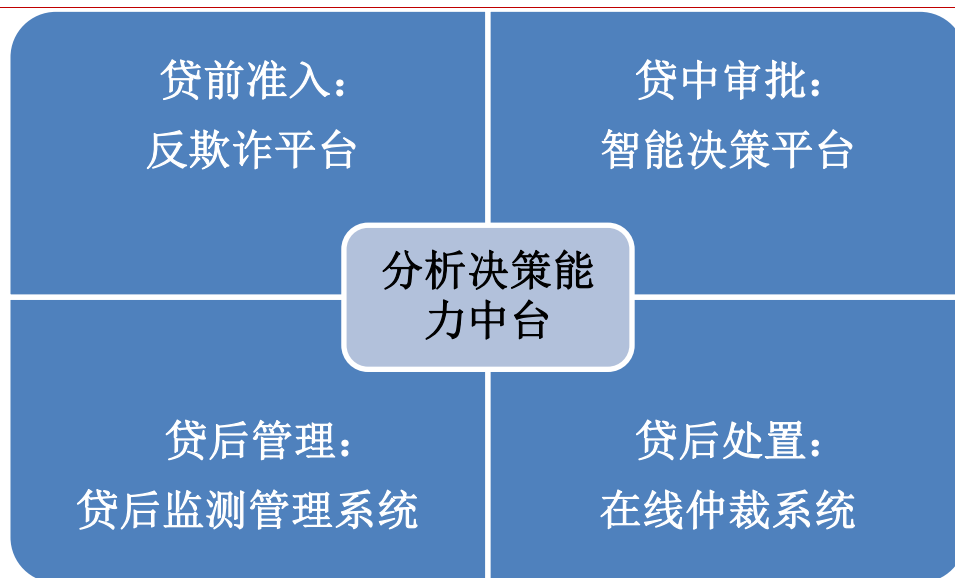 贷前准入：
反欺诈平台
贷中审批：
智能决策平台
分析决策能
力中台
贷后管理：
贷后监测管理系统
贷后处置：
在线仲裁系统